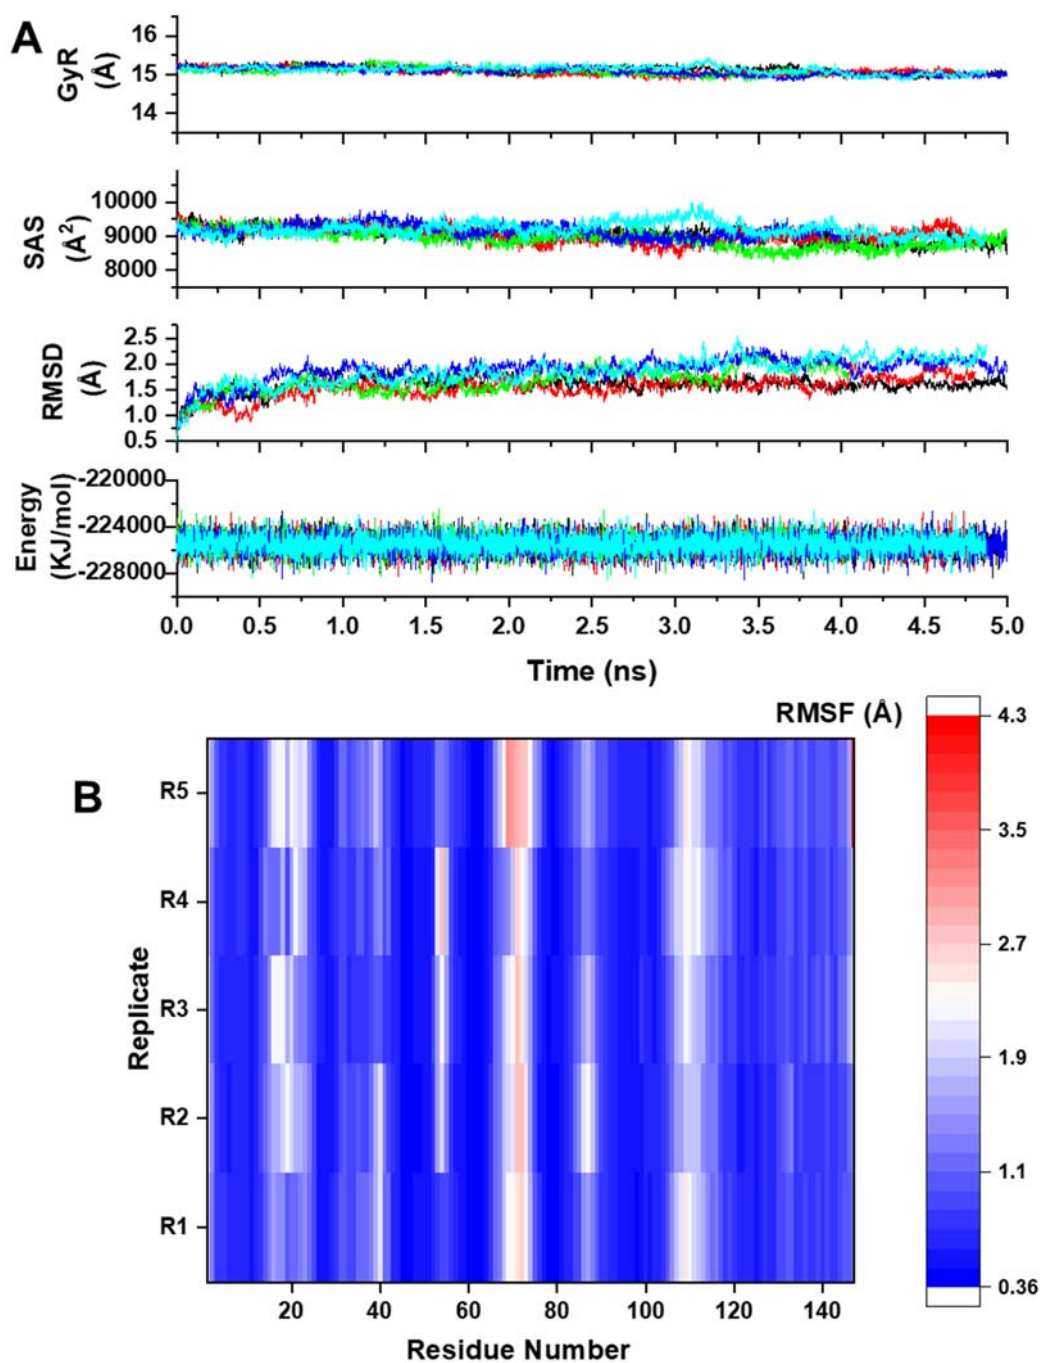 A
GyR
(Å)
16
15
14
SAS
(Å2)
10000
9000
8000
RMSD
(Å)
2.5
2.0
1.5
1.0
0.5
Energy
(KJ/mol)
-220000
-224000
-228000
0.0 0.5 1.0 1.5 2.0 2.5 3.0 3.5 4.0 4.5 5.0
Time (ns)
RMSF (Å)
4.3
3.5
2.7
1.9
1.1
0.36
B
Replicate
R5
R4
R3
R2
R1
20 40 60 80 100 120 140
Residue Number